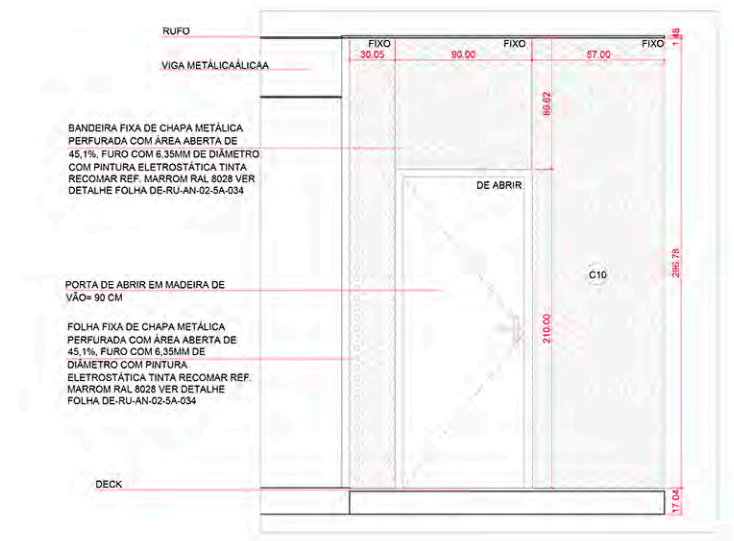 RUFO
FIXO
FIXO
FIXO
30.05
90.00
87.00
1.48
VIGA METÁLICAÁLICAA
86.62
BANDEIRA FIXA DE CHAPA METÁLICA
PERFURADA COM ÁREA ABERTA DE
45,1%, FURO COM 6,35MM DE DIÂMETRO
COM PINTURA ELETROSTÁTICA TINTA
RECOMAR REF. MARROM RAL 8028 VER
DETALHE FOLHA DE-RU-AN-02-5A-034
DE ABRIR
C10
296.78
PORTA DE ABRIR EM MADEIRA DE
VÃO= 90 CM
210.00
FOLHA FIXA DE CHAPA METÁLICA
PERFURADA COM ÁREA ABERTA DE
45,1%, FURO COM 6,35MM DE
DIÂMETRO COM PINTURA
ELETROSTÁTICA TINTA RECOMAR REF.
MARROM RAL 8028 VER DETALHE
FOLHA DE-RU-AN-02-5A-034
DECK
17.04